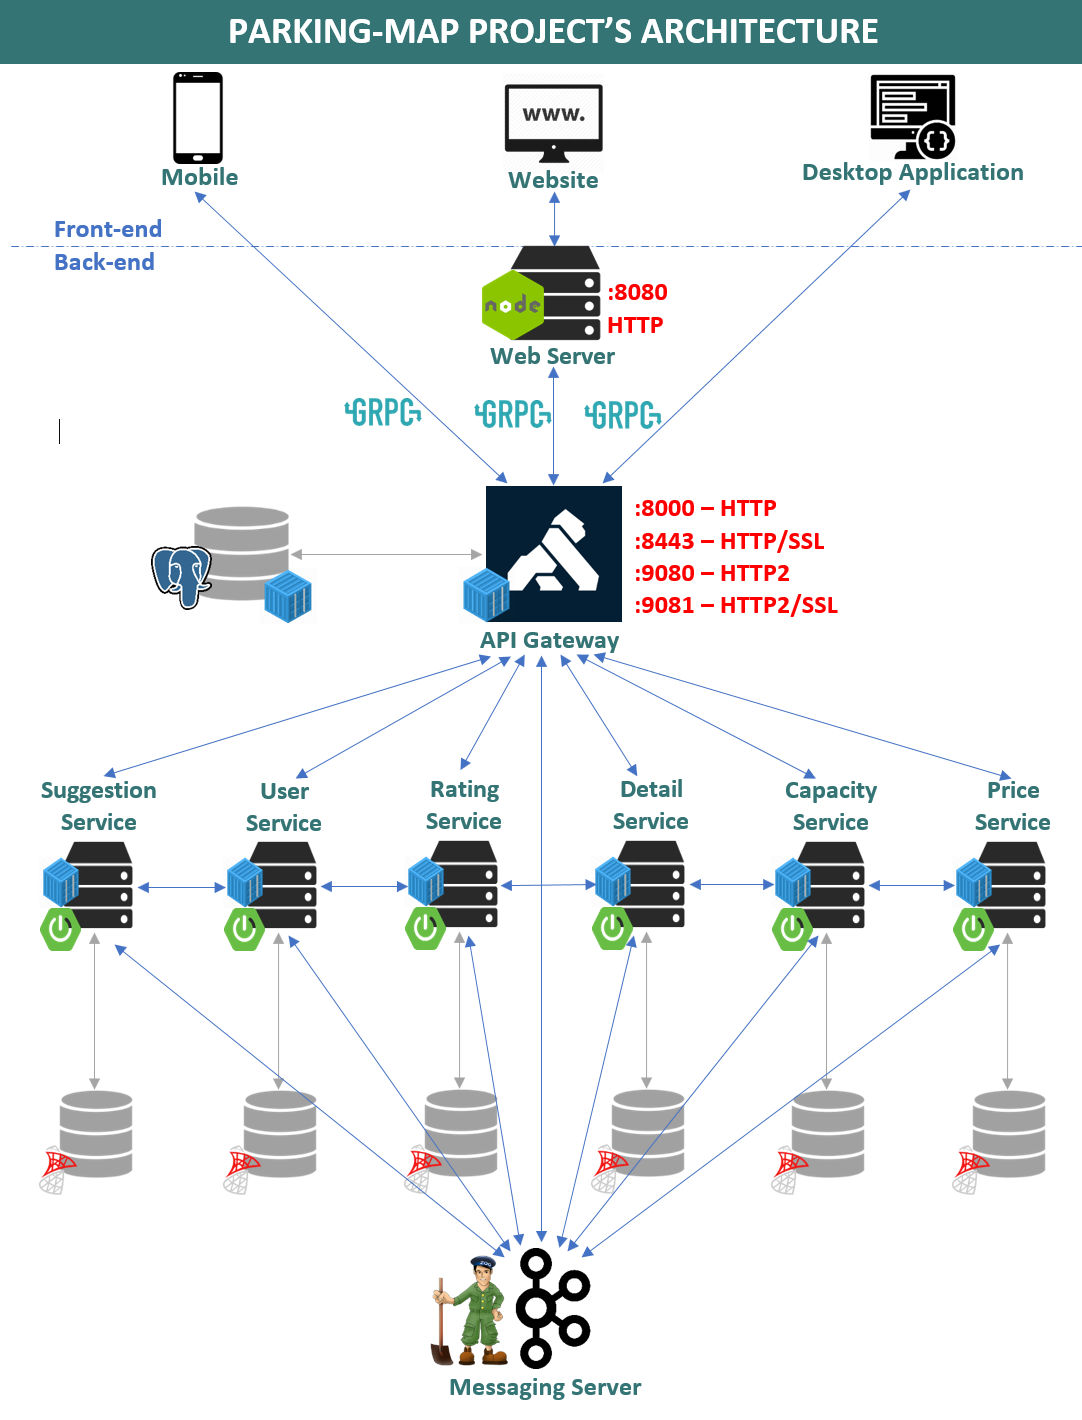 PARKING-MAP PROJECT’S ARCHITECTURE
www.
Mobile
Website
Desktop Application
Front-end
Back-end
node
:8080
HTTP
Web Server
GRPC
GRPC
GRPC
:8000 – HTTP
:8443 – HTTP/SSL
:9080 – HTTP2
:9081 – HTTP2/SSL
API Gateway
Suggestion
Service
User
Service
Rating
Service
Detail
Service
Capacity
Service
Price
Service
ZOO
Messaging Server